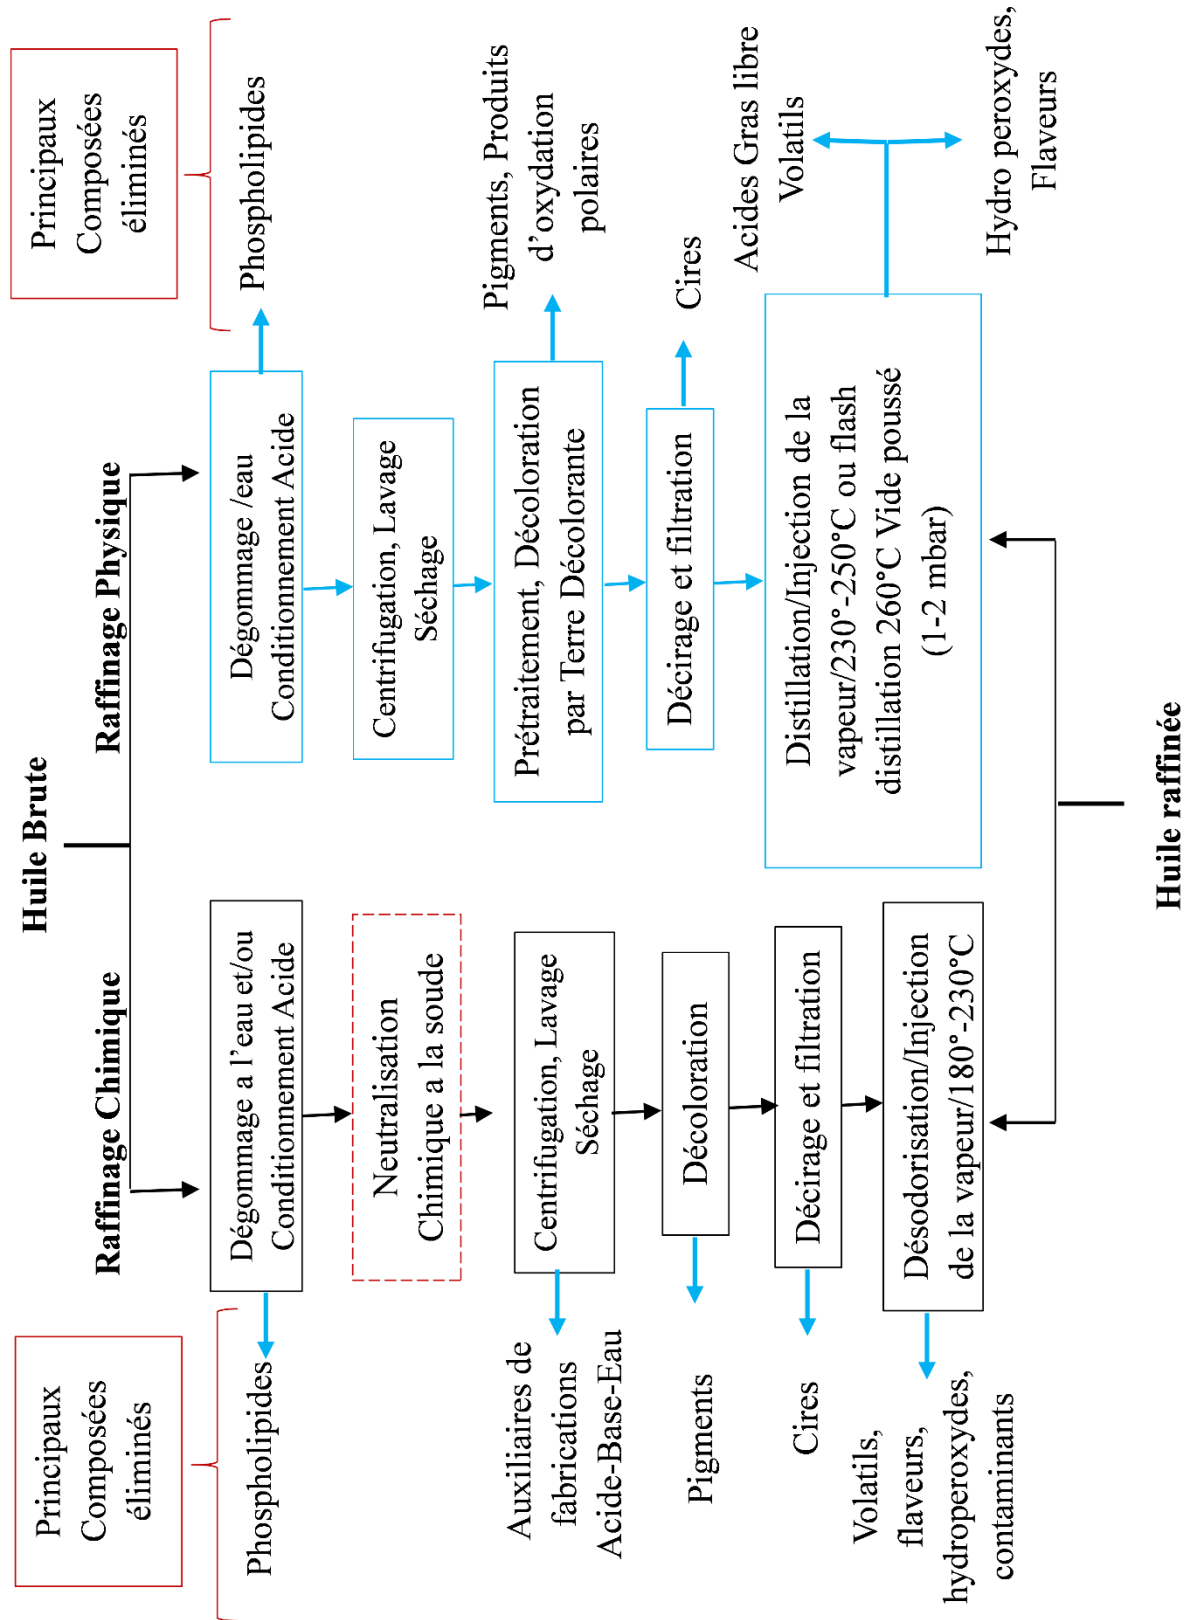 Huile Brute
Raffinage Chimique
Raffinage Physique
Principaux
Composées
éliminés
Principaux
Composées
éliminés
Phospholipides
Dégommage a l’eau et/ou
Conditionnement Acide
Dégommage /eau
Conditionnement Acide
Phospholipides
Neutralisation
Chimique a la soude
Centrifugation, Lavage
Séchage
Auxiliaires de
fabrications
Acide-Base-Eau
Centrifugation, Lavage
Séchage
Prétraitement, Décoloration
par Terre Décolorante
Pigments, Produits
d’oxydation
polaires
Pigments
Décoloration
Décirage et filtration
Cires
Cires
Décirage et filtration
Volatils,
flaveurs,
hydroperoxydes,
contaminants
Désodorisation/Injection
de la vapeur/180°-230°C
Distillation/Injection de la
vapeur/230°-250°C ou flash
distillation 260°C Vide poussé
(1-2 mbar)
Acides Gras libre
Volatils
Hydro peroxydes,
Flaveurs
Huile raffinée